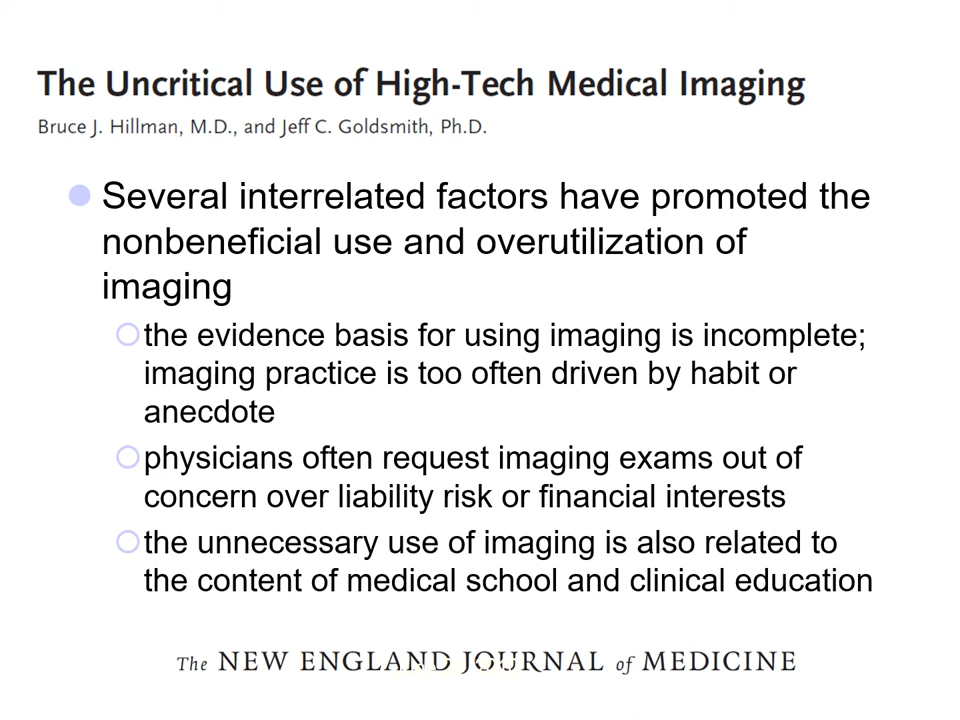 The Uncritical Use of High-Tech Medical Imaging
Bruce J. Hillman, M.D., and Jeff C. Goldsmith, Ph.D.
Several interrelated factors have promoted the
nonbeneficial use and overutilization of
imaging
the evidence basis for using imaging is incomplete;
imaging practice is too often driven by habit or
anecdote
physicians often request imaging exams out of
concern over liability risk or financial interests
the unnecessary use of imaging is also related to
the content of medical school and clinical education
The NEW ENGLAND JOURNAL of MEDICINE